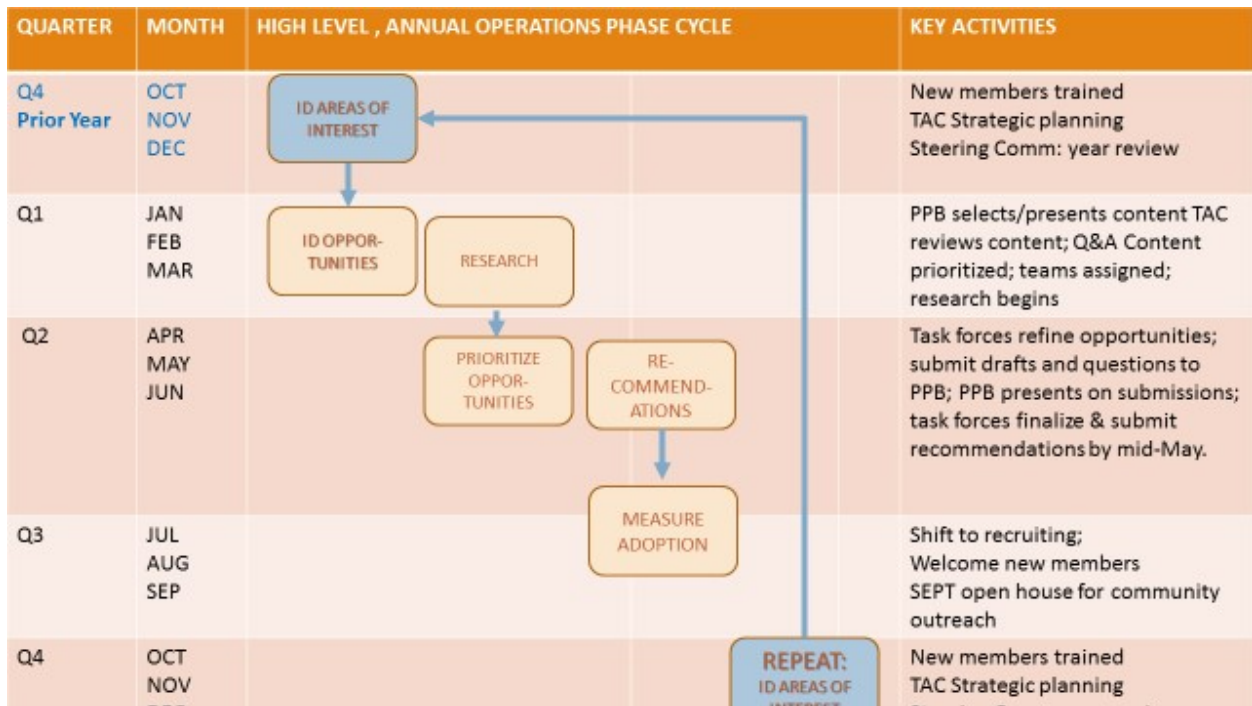 QUARTER
MONTH
HIGH LEVEL , ANNUAL OPERATIONS PHASE CYCLE
KEY ACTIVITIES
Q4
Prior Year
OCT
NOV
DEC
ID AREAS OF
INTEREST
New members trained
TAC Strategic planning
Steering Comm: year review
Q1
JAN
FEB
MAR
ID OPPOR-
TUNITIES
RESEARCH
PPB selects/presents content TAC
reviews content; Q&A Content
prioritized; teams assigned;
research begins
Q2
APR
MAY
JUN
PRIORITIZE
OPPOR-
TUNITIES
RE-
COMMEND-
ATIONS
Task forces refine opportunities;
submit drafts and questions to
PPB; PPB presents on submissions;
task forces finalize & submit
recommendations by mid-May.
Q3
JUL
AUG
SEP
MEASURE
ADOPTION
Shift to recruiting;
Welcome new members
SEPT open house for community
outreach
Q4
OCT
NOV
REPEAT:
ID AREAS OF
INTEREST
New members trained
TAC Strategic planning